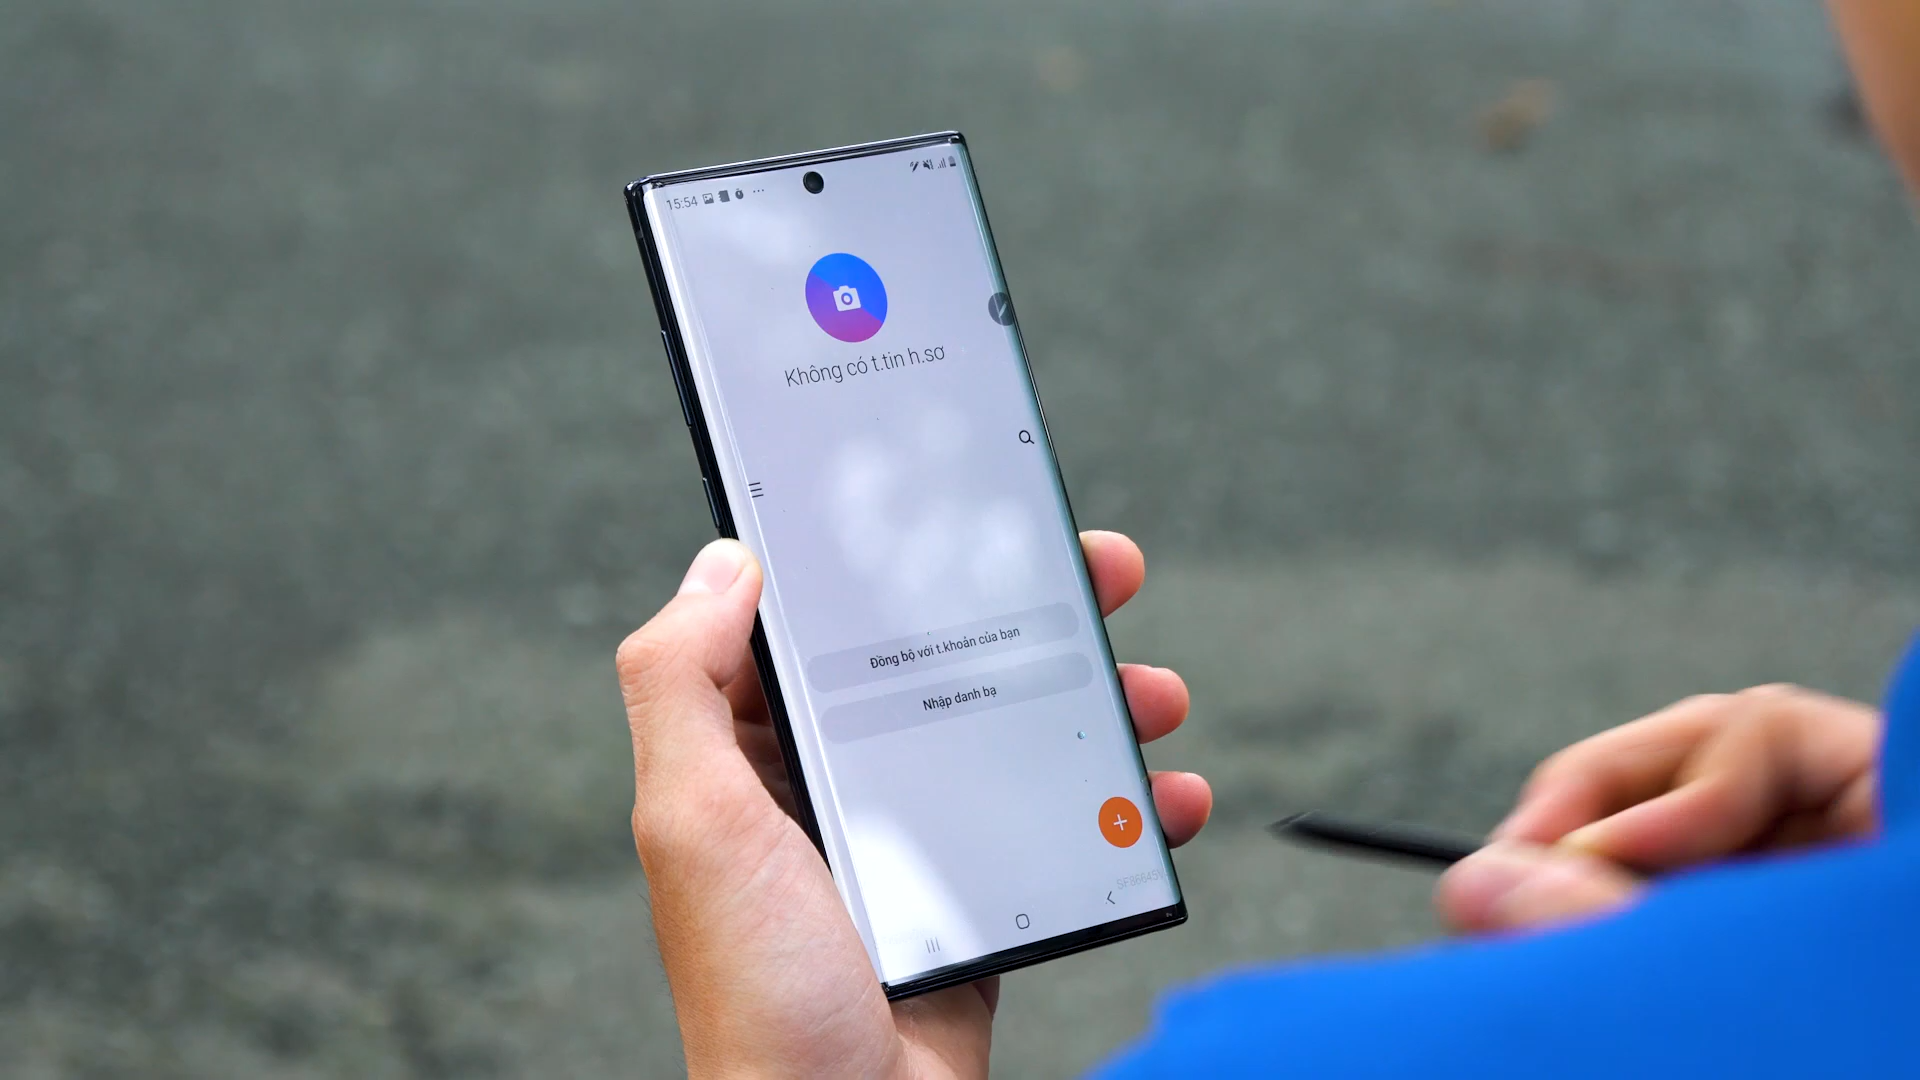 15:54
Không có t.tin h.sơ
Đồng bộ với t.khoản của bạn
Nhập danh bạ